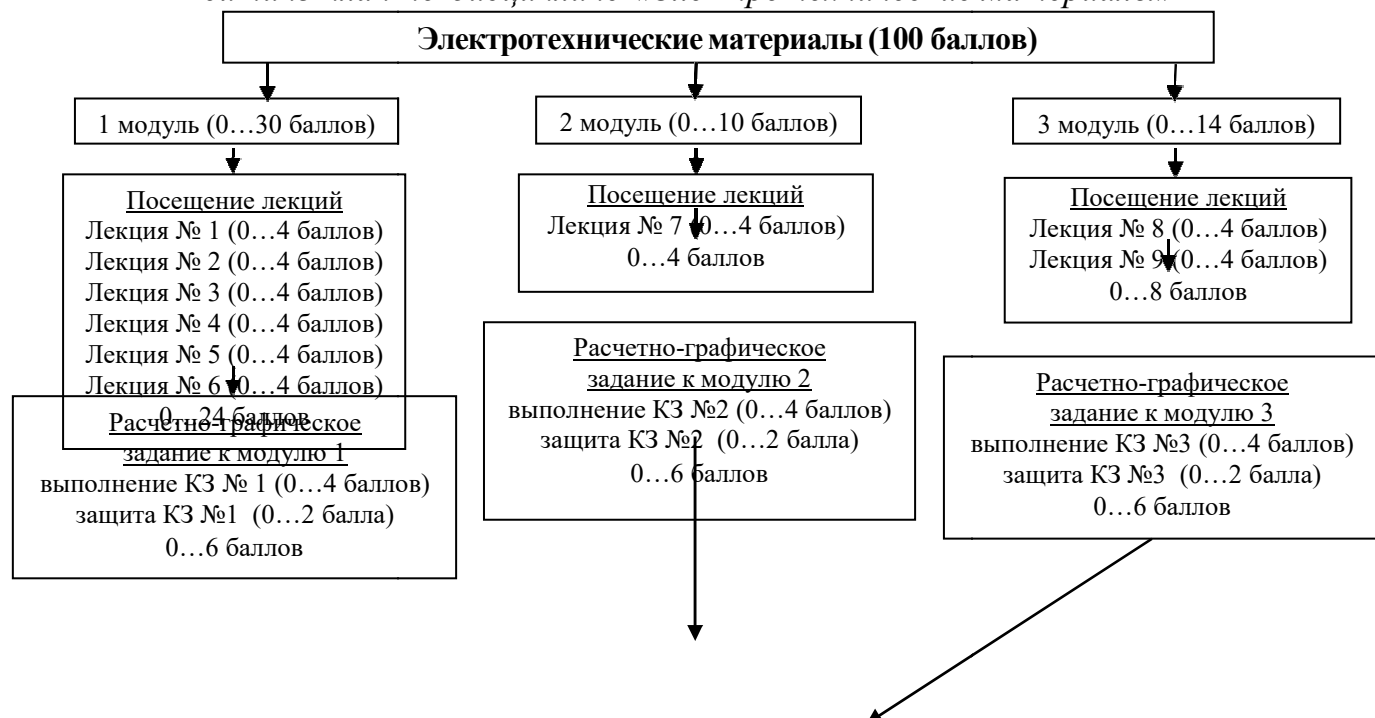 Электротехнические материалы (100 баллов)
1 модуль (0…30 баллов)
2 модуль (0…10 баллов)
3 модуль (0…14 баллов)
Посещение лекций
Лекция № 1 (0…4 баллов)
Лекция № 2 (0…4 баллов)
Лекция № 3 (0…4 баллов)
Лекция № 4 (0…4 баллов)
Лекция № 5 (0…4 баллов)
Лекция № 6 (0…4 баллов)
0…24 баллов
Расчетно-графическое
задание к модулю 1
выполнение КЗ № 1 (0…4 баллов)
защита КЗ №1 (0…2 балла)
0…6 баллов
Посещение лекций
Лекция № 7 (0…4 баллов)
0…4 баллов
Расчетно-графическое
задание к модулю 2
выполнение КЗ №2 (0…4 баллов)
защита КЗ №2 (0…2 балла)
0…6 баллов
Посещение лекций
Лекция № 8 (0…4 баллов)
Лекция № 9 (0…4 баллов)
0…8 баллов
Расчетно-графическое
задание к модулю 3
выполнение КЗ №3 (0…4 баллов)
защита КЗ №3 (0…2 балла)
0…6 баллов